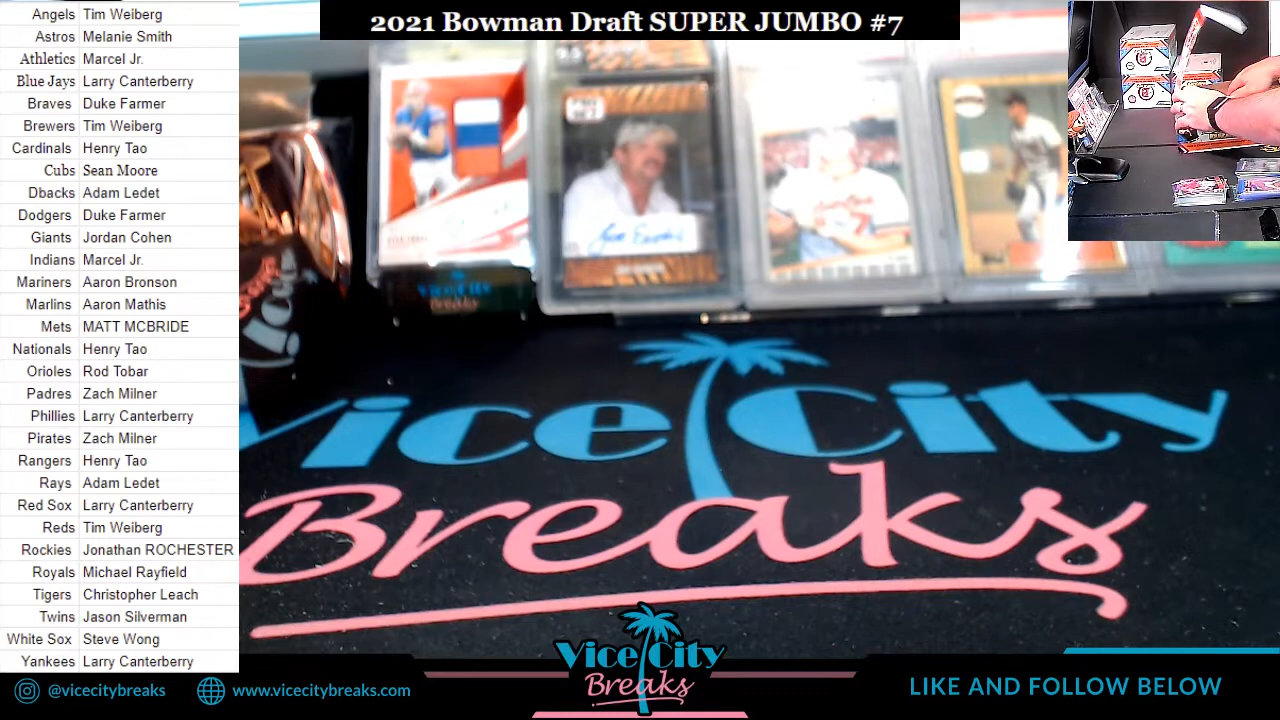 2021 Bowman Draft SUPER JUMBO #7
Angels Tim Weiberg
Astros Melanie Smith
Athletics Marcel Jr.
Blue Jays Larry Canterberry
Braves Duke Farmer
Brewers Tim Weiberg
Cardinals Henry Tao
Cubs Sean Moore
Dbacks Adam Ledet
Dodgers Duke Farmer
Giants Jordan Cohen
Indians Marcel Jr.
Mariners Aaron Bronson
Marlins Aaron Mathis
Mets MATT MCBRIDE
Nationals Henry Tao
Orioles Rod Tobar
Padres Zach Milner
Phillies Larry Canterberry
Pirates Zach Milner
Rangers Henry Tao
Rays Adam Ledet
Red Sox Larry Canterberry
Reds Tim Weiberg
Rockies Jonathan ROCHESTER
Royals Michael Rayfield
Tigers Christopher Leach
Twins Jason Silverman
White Sox Steve Wong
Yankees Larry Canterberry
9.5
Vice City
Breaks
Vice City
Breaks
Vice City
Breaks
@vicecitybreaks
www.vicecitybreaks.com
LIKE AND FOLLOW BELOW